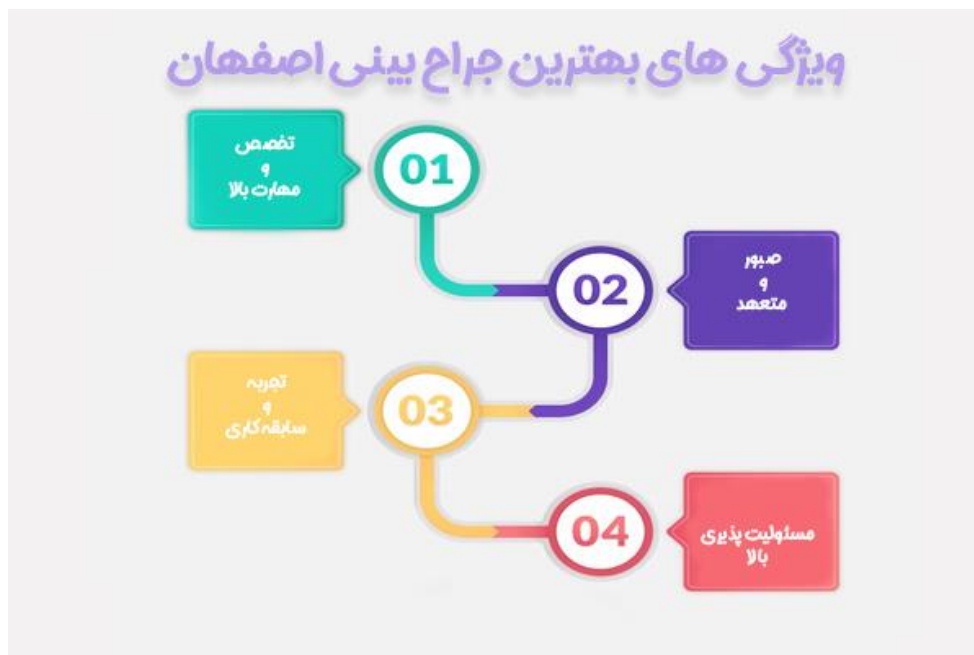 ویژگی های بهترین جراح بینی اصفهان
01
تخصص
و
مهارت بالا
02
صبور
و
متعهد
03
تجربه
و
سابقه کاری
04
مسئولیت پذیری
بالا